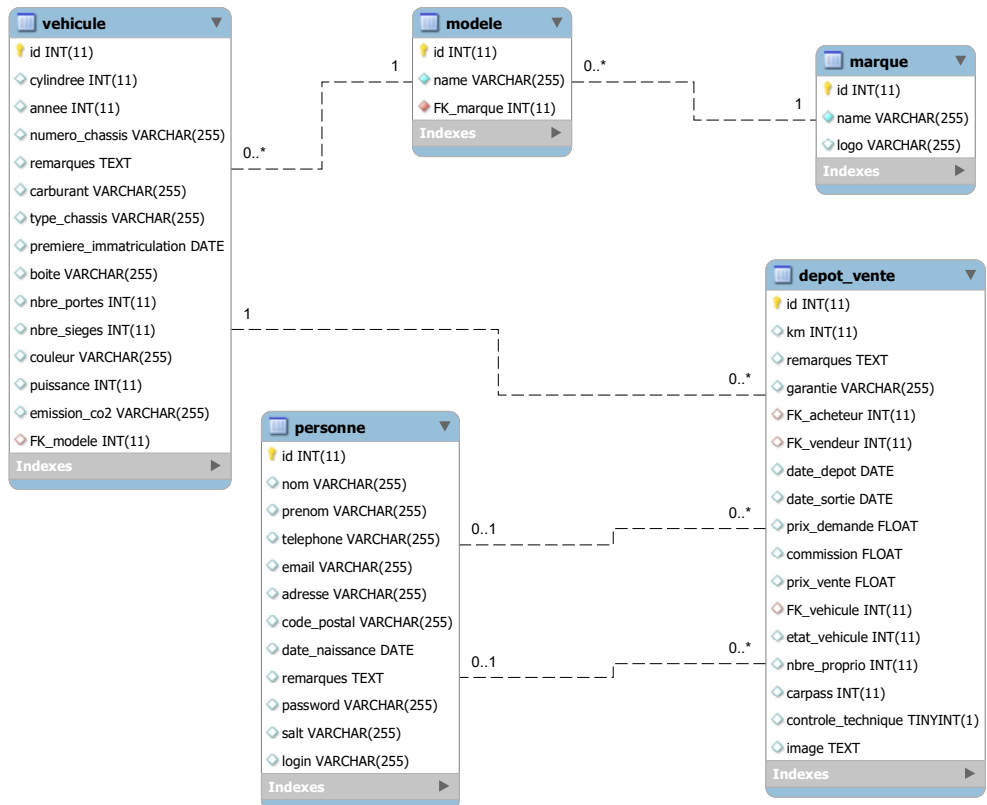 vehicule
id INT(11)
cylindree INT(11)
annee INT(11)
numero_chassis VARCHAR(255)
remarques TEXT
carburant VARCHAR(255)
type_chassis VARCHAR(255)
premiere_immatriculation DATE
boite VARCHAR(255)
nbre_portes INT(11)
nbre_sieges INT(11)
couleur VARCHAR(255)
puissance INT(11)
emission_co2 VARCHAR(255)
FK_modele INT(11)
Indexes
0..*
1
1
modele
id INT(11)
name VARCHAR(255)
FK_marque INT(11)
Indexes
0..*
1
marque
id INT(11)
name VARCHAR(255)
logo VARCHAR(255)
Indexes
personne
id INT(11)
nom VARCHAR(255)
prenom VARCHAR(255)
telephone VARCHAR(255)
email VARCHAR(255)
adresse VARCHAR(255)
code_postal VARCHAR(255)
date_naissance DATE
remarques TEXT
password VARCHAR(255)
salt VARCHAR(255)
login VARCHAR(255)
Indexes
0..1
0..1
0..*
0..*
0..*
depot_vente
id INT(11)
km INT(11)
remarques TEXT
garantie VARCHAR(255)
FK_acheteur INT(11)
FK_vendeur INT(11)
date_depot DATE
date_sortie DATE
prix_demande FLOAT
commission FLOAT
prix_vente FLOAT
FK_vehicule INT(11)
etat_vehicule INT(11)
nbre_proprio INT(11)
carpass INT(11)
controle_technique TINYINT(1)
image TEXT
Indexes